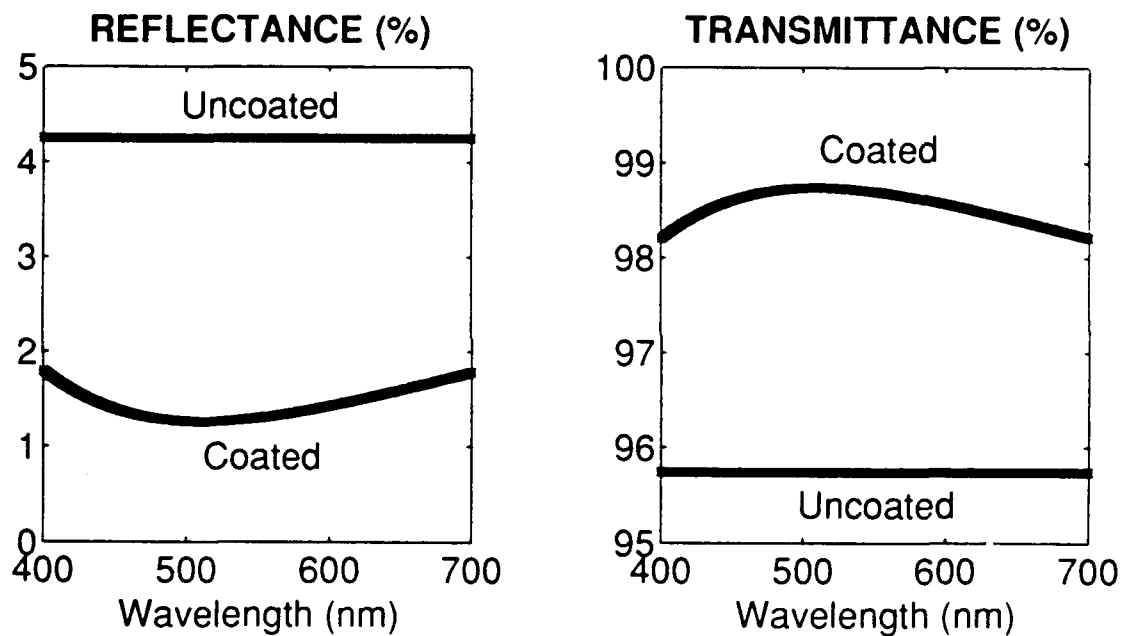 REFLECTANCE (%)
5
4
3
2
1
0
Uncoated
Coated
400 500 600 700
Wavelength (nm)
TRANSMITTANCE (%)
100
99
98
97
96
95
Coated
Uncoated
400 500 600 700
Wavelength (nm)